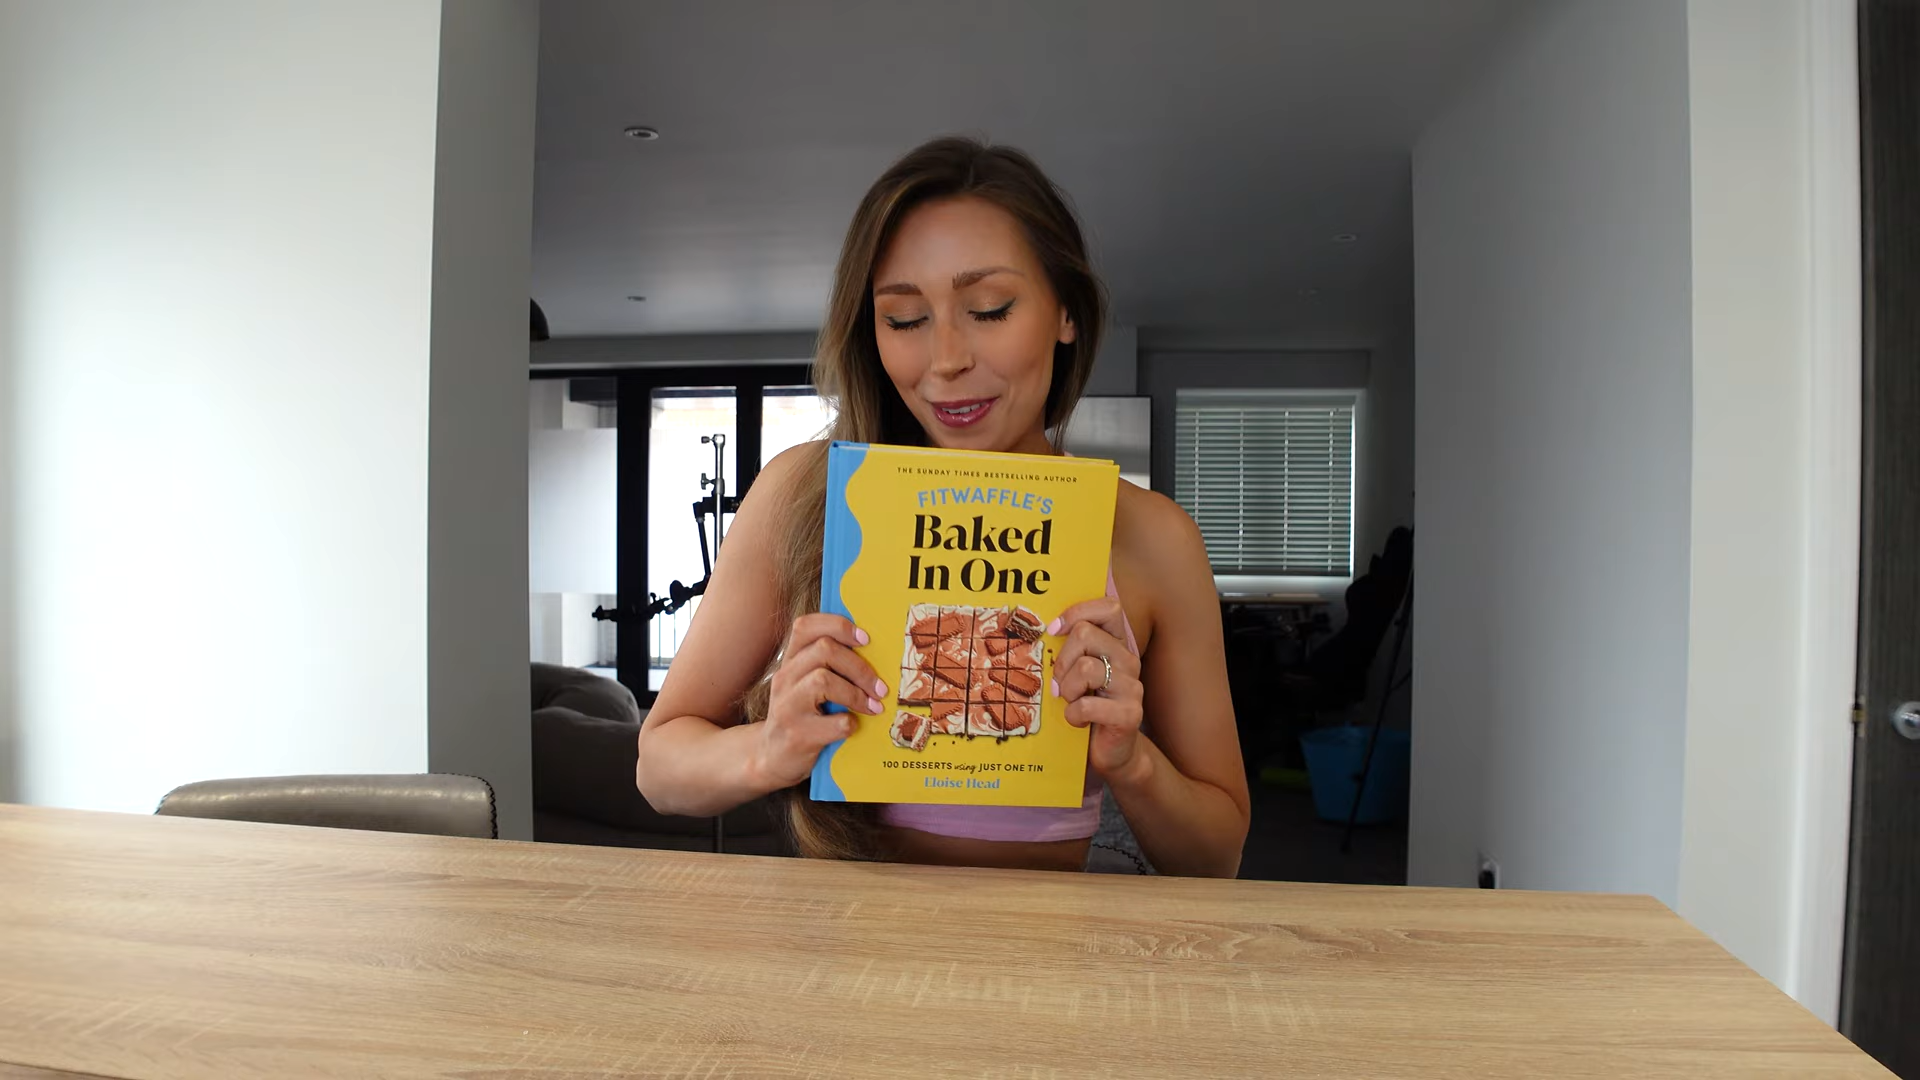 THE SUNDAY TIMES BESTSELLING AUTHOR
FITWAFFLE'S
Baked
In One
100 DESSERTS using JUST ONE TIN
Eloise Head